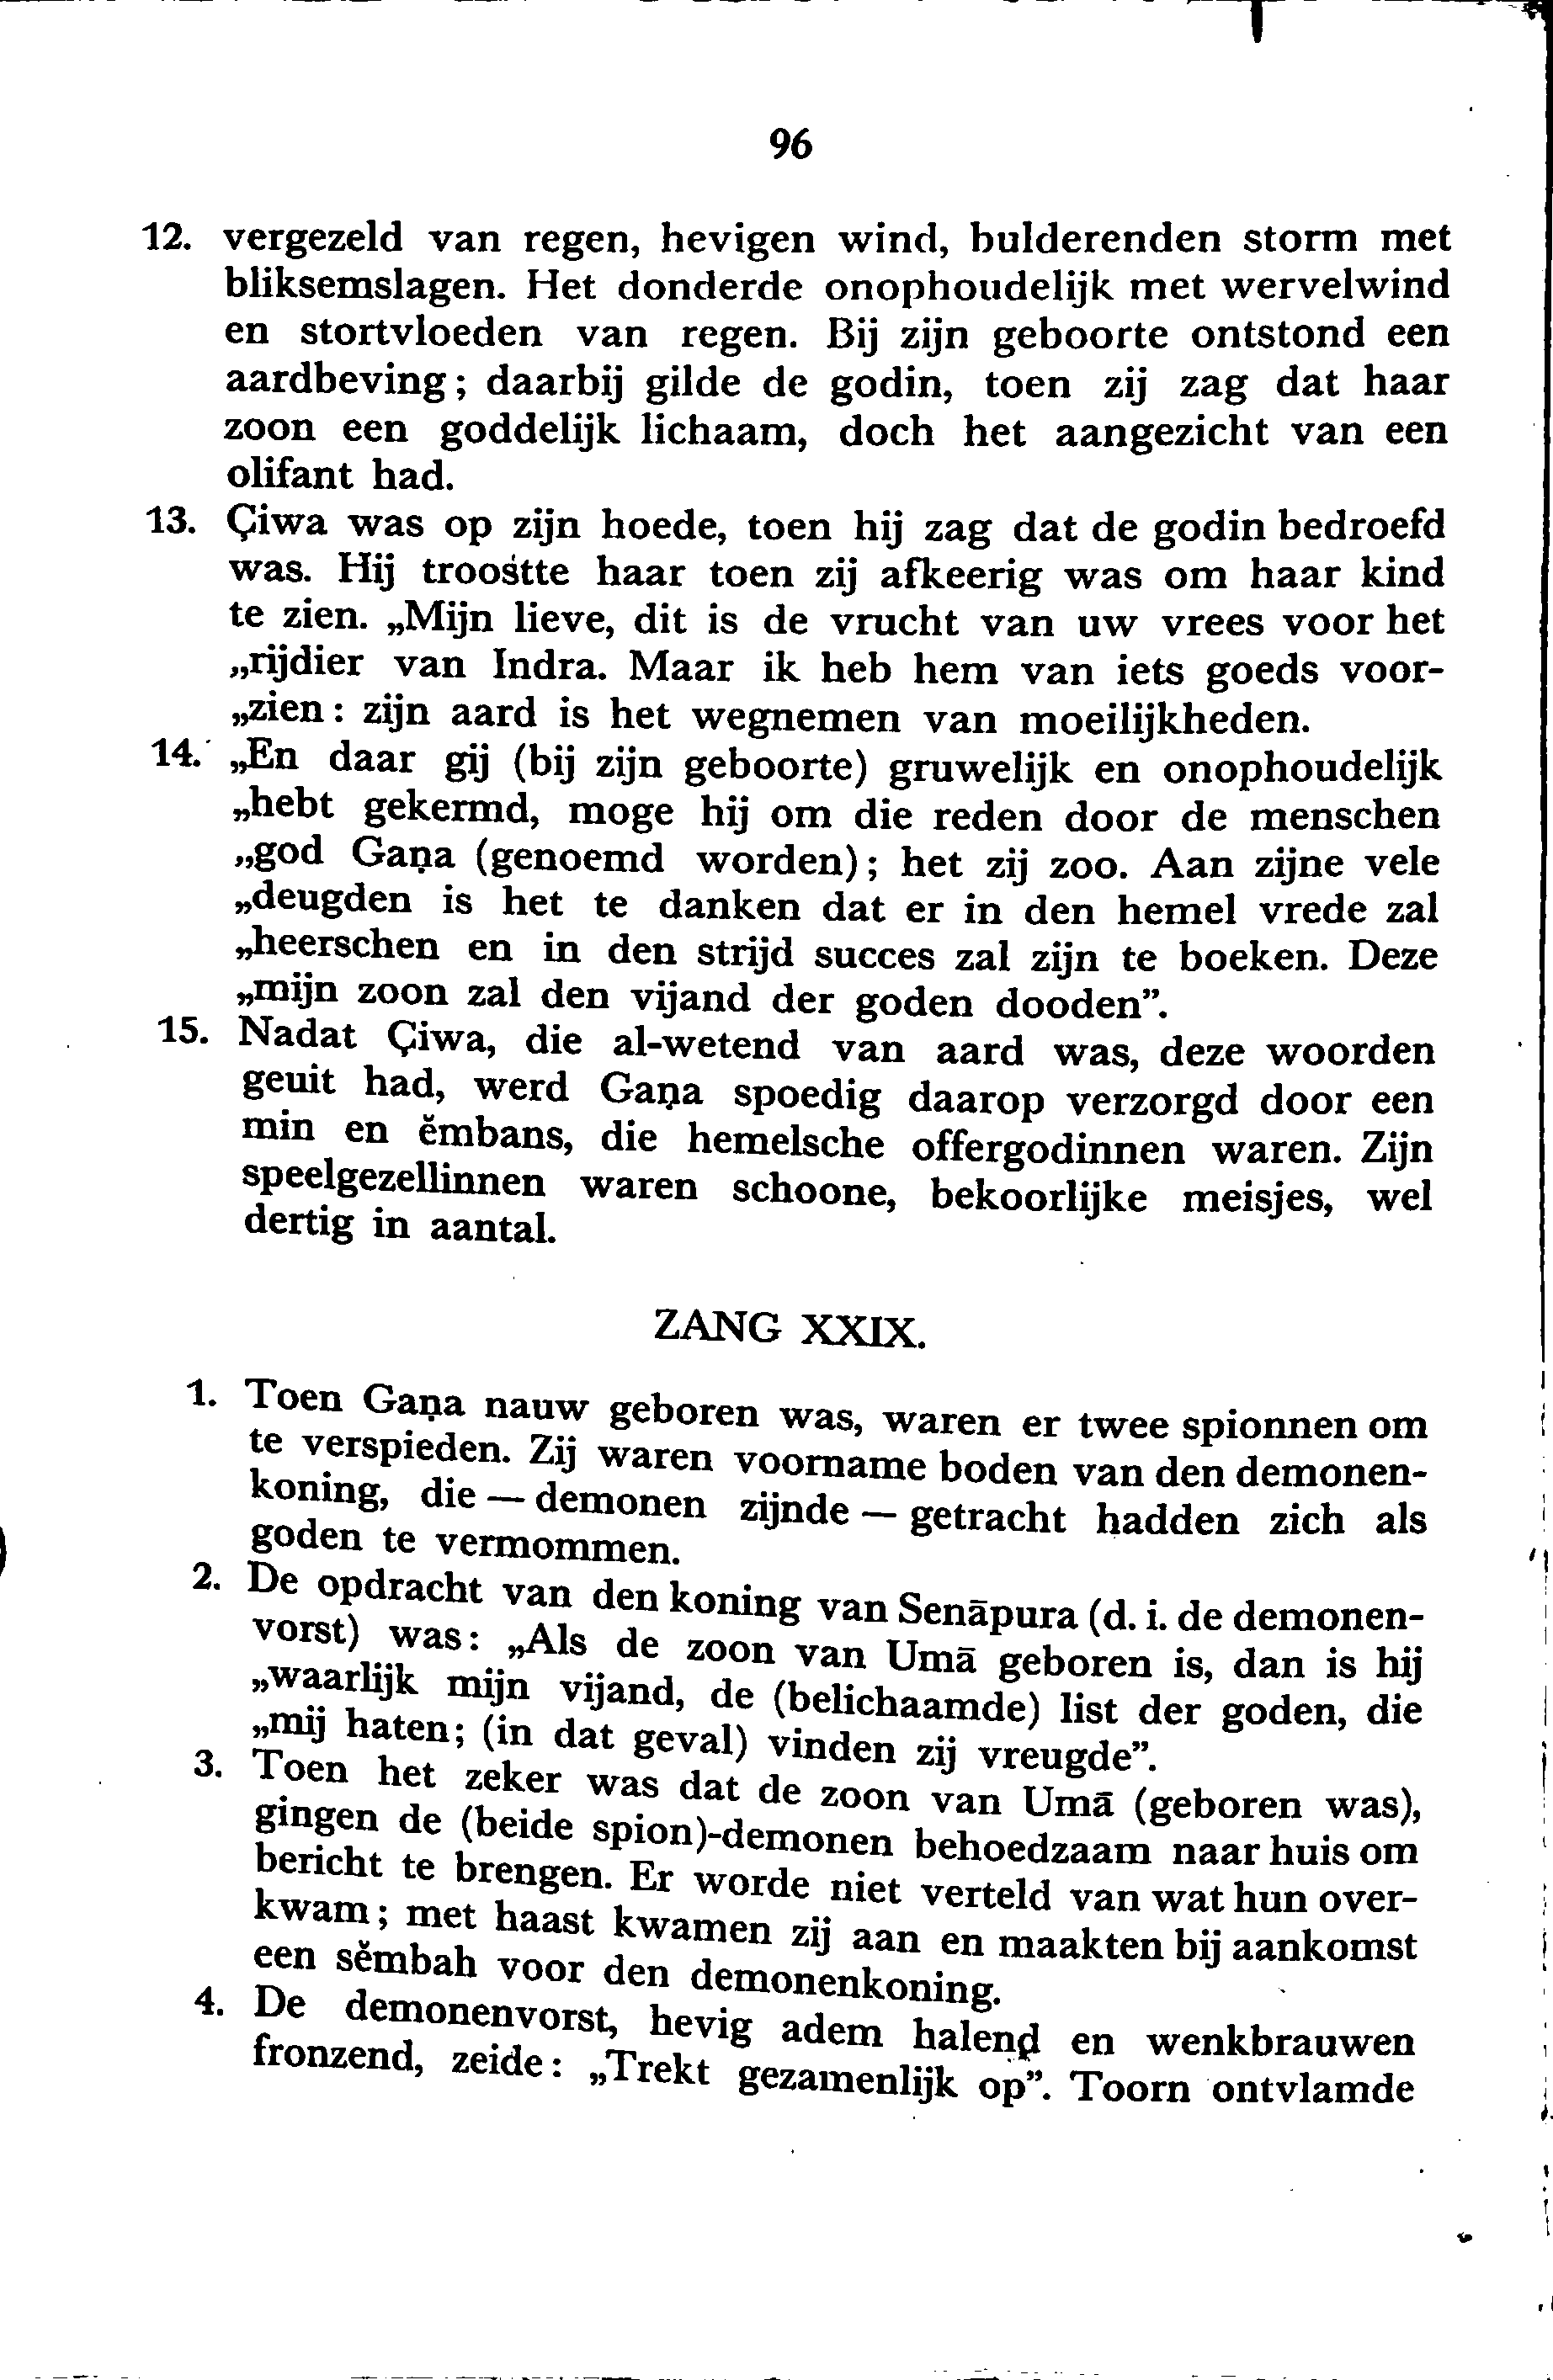 96
12. vergezeld van regen, hevigen wind, bulderenden storm met
bliksemslagen. Het donderde onophoudelijk met wervelwind
en stortvloeden van regen. Bij zijn geboorte ontstond een
aardbeving; daarbij gilde de godin, toen zij zag dat haar
zoon een goddelijk lichaam, doch het aangezicht van een
olifant had.
13. Çiwa was op zijn hoede, toen hij zag dat de godin bedroefd
was. Hij troostte haar toen zij afkeerig was om haar kind
te zien. „Mijn lieve, dit is de vrucht van uw vrees voor het
„rijdier van Indra. Maar ik heb hem van iets goeds voor-
„zien: zijn aard is het wegnemen van moeilijkheden.
14. „En daar gij (bij zijn geboorte) gruwelijk en onophoudelijk
„hebt gekermd, moge hij om die reden door de menschen
„god Gaṇa (genoemd worden); het zij zoo. Aan zijne vele
„deugden is het te danken dat er in den hemel vrede zal
„heerschen en in den strijd succes zal zijn te boeken. Deze
„mijn zoon zal den vijand der goden dooden”.
15. Nadat Çiwa, die al-wetend van aard was, deze woorden
geuit had, werd Gaṇa spoedig daarop verzorgd door een
min en ĕmbans, die hemelsche offergodinnen waren. Zijn
speelgezellinnen waren schoone, bekoorlijke meisjes, wel
dertig in aantal.
ZANG XXIX.
1. Toen Gaṇa nauw geboren was, waren er twee spionnen om
te verspieden. Zij waren voorname boden van den demonen-
koning, die — demonen zijnde — getracht hadden zich als
goden te vermommen.
2. De opdracht van den koning van Senāpura (d. i. de demonen-
vorst) was: „Als de zoon van Umā geboren is, dan is hij
„waarlijk mijn vijand, de (belichaamde) list der goden, die
„mij haten; (in dat geval) vinden zij vreugde”.
3. Toen het zeker was dat de zoon van Umā (geboren was),
gingen de (beide spion)-demonen behoedzaam naar huis om
bericht te brengen. Er worde niet verteld van wat hun over-
kwam; met haast kwamen zij aan en maakten bij aankomst
een sĕmbah voor den demonenkoning.
4. De demonenvorst, hevig adem halend en wenkbrauwen
fronzend, zeide: „Trekt gezamenlijk op”. Toorn ontvlamde